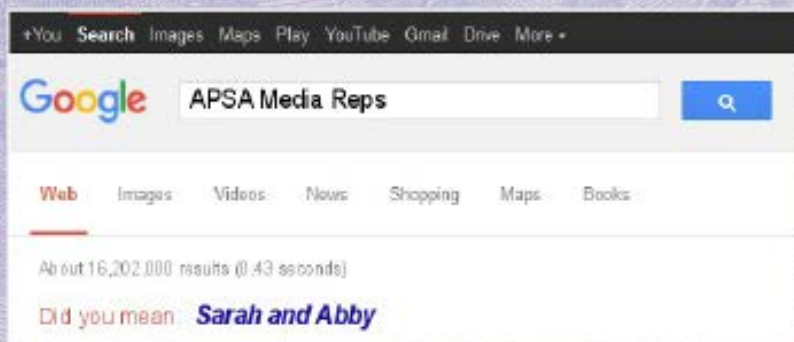 +You Search Images Maps Play YouTube Gmail Drive More
Google APSA Media Reps
Web Images Videos News Shopping Maps Books
About 16,202,000 results (0.43 seconds)
Did you mean: Sarah and Abby